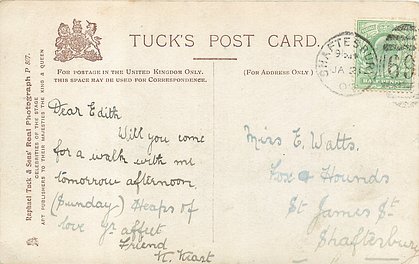 TUCK'S POST CARD.
FOR POSTAGE IN THE UNITED KINGDOM ONLY.
THIS SPACE MAY BE USED FOR CORRESPONDENCE.
(FOR ADDRESS ONLY.)
Raphael Tuck & Sons' Real Photograph P 807.
CELEBRITIES OF THE STAGE
ART PUBLISHERS TO THEIR MAJESTIES THE KING & QUEEN
SHAFTESBURY
JA 2
Dear Edith
Will you come
for a walk with me
tomorrow afternoon
(Sunday) Heaps of
love Yr affect
Friend
K.
Miss E. Watts.
Fox & Hounds
St James St
Shaftesbury